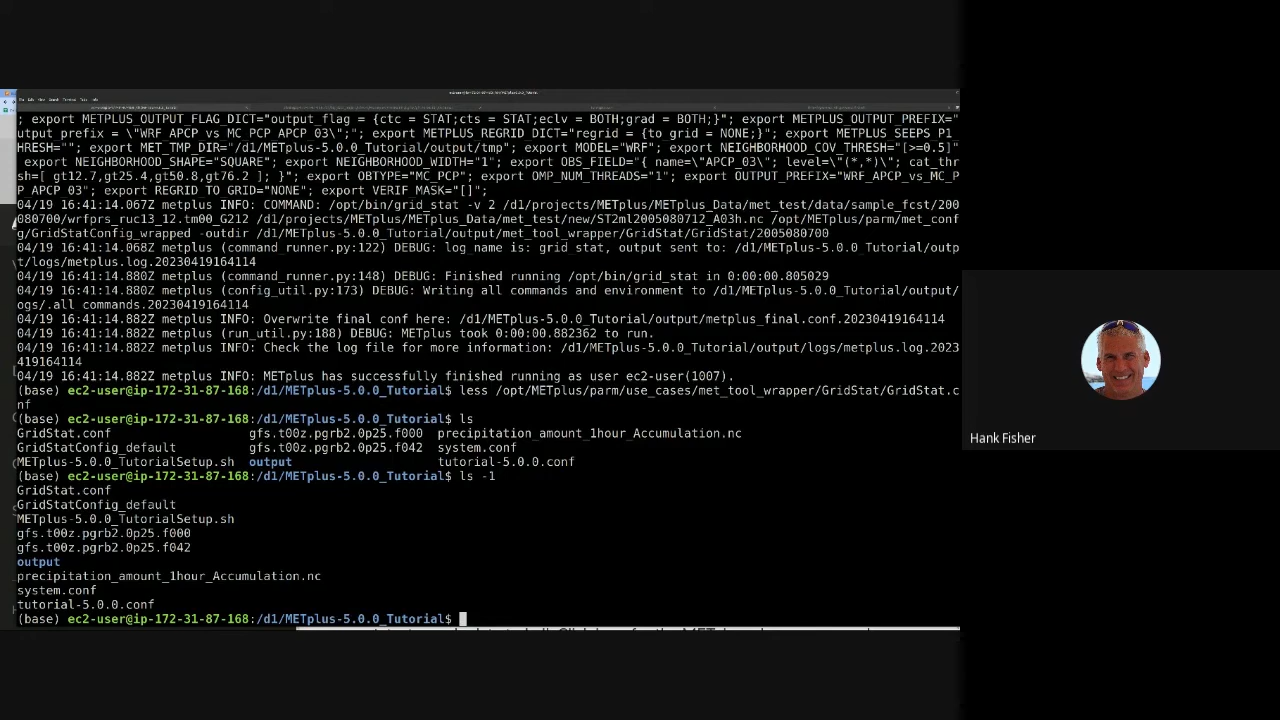 ; export METPLUS_OUTPUT_FLAG_DICT="output_flag = {ctc = STAT;cts = STAT;eclv = BOTH;grad = BOTH;}"; export METPLUS_OUTPUT_PREFIX="
utput_prefix = \"WRF_APCP_vs_MC_PCP_APCP_03\";"; export METPLUS_REGRID_DICT="regrid = {to_grid = NONE;}"; export METPLUS_SEEPS_P1_
HRESH=""; export MET_TMP_DIR="/d1/METplus-5.0.0_Tutorial/output/tmp"; export MODEL="WRF"; export NEIGHBORHOOD_COV_THRESH="[>=0.5]"
export NEIGHBORHOOD_SHAPE="SQUARE"; export NEIGHBORHOOD_WIDTH="1"; export OBS_FIELD="{ name=\"APCP_03\"; level=\"(*,*)\"; cat_thr
sh=[ gt12.7,gt25.4,gt50.8,gt76.2 ]; }"; export OBTYPE="MC_PCP"; export OMP_NUM_THREADS="1"; export OUTPUT_PREFIX="WRF_APCP_vs_MC_P
P_APCP_03"; export REGRID_TO_GRID="NONE"; export VERIF_MASK="[]";
04/19 16:41:14.067Z metplus INFO: COMMAND: /opt/bin/grid_stat -v 2 /d1/projects/METplus/METplus_Data/met_test/data/sample_fcst/200
080700/wrfprs_ruc13_12.tm00_G212 /d1/projects/METplus/METplus_Data/met_test/new/ST2ml2005080712_A03h.nc /opt/METplus/parm/met_conf
g/GridStatConfig_wrapped -outdir /d1/METplus-5.0.0_Tutorial/output/met_tool_wrapper/GridStat/GridStat/2005080700
04/19 16:41:14.068Z metplus (command_runner.py:122) DEBUG: log_name is: grid_stat, output sent to: /d1/METplus-5.0.0_Tutorial/outp
t/logs/metplus.log.20230419164114
04/19 16:41:14.880Z metplus (command_runner.py:148) DEBUG: Finished running /opt/bin/grid_stat in 0:00:00.805029
04/19 16:41:14.880Z metplus (config_util.py:173) DEBUG: Writing all commands and environment to /d1/METplus-5.0.0_Tutorial/output/
ogs/.all_commands.20230419164114
04/19 16:41:14.882Z metplus INFO: Overwrite final conf here: /d1/METplus-5.0.0_Tutorial/output/metplus_final.conf.20230419164114
04/19 16:41:14.882Z metplus (run_util.py:188) DEBUG: METplus took 0:00:00.882362 to run.
04/19 16:41:14.882Z metplus INFO: Check the log file for more information: /d1/METplus-5.0.0_Tutorial/output/logs/metplus.log.2023
419164114
04/19 16:41:14.882Z metplus INFO: METplus has successfully finished running as user ec2-user(1007).
(base) ec2-user@ip-172-31-87-168:/d1/METplus-5.0.0_Tutorial$ less /opt/METplus/parm/use_cases/met_tool_wrapper/GridStat/GridStat.c
nf
(base) ec2-user@ip-172-31-87-168:/d1/METplus-5.0.0_Tutorial$ ls
GridStat.conf gfs.t00z.pgrb2.0p25.f000 precipitation_amount_1hour_Accumulation.nc
GridStatConfig_default gfs.t00z.pgrb2.0p25.f042 system.conf
METplus-5.0.0_TutorialSetup.sh output tutorial-5.0.0.conf
(base) ec2-user@ip-172-31-87-168:/d1/METplus-5.0.0_Tutorial$ ls -1
GridStat.conf
GridStatConfig_default
METplus-5.0.0_TutorialSetup.sh
gfs.t00z.pgrb2.0p25.f000
gfs.t00z.pgrb2.0p25.f042
output
precipitation_amount_1hour_Accumulation.nc
system.conf
tutorial-5.0.0.conf
(base) ec2-user@ip-172-31-87-168:/d1/METplus-5.0.0_Tutorial$
Hank Fisher